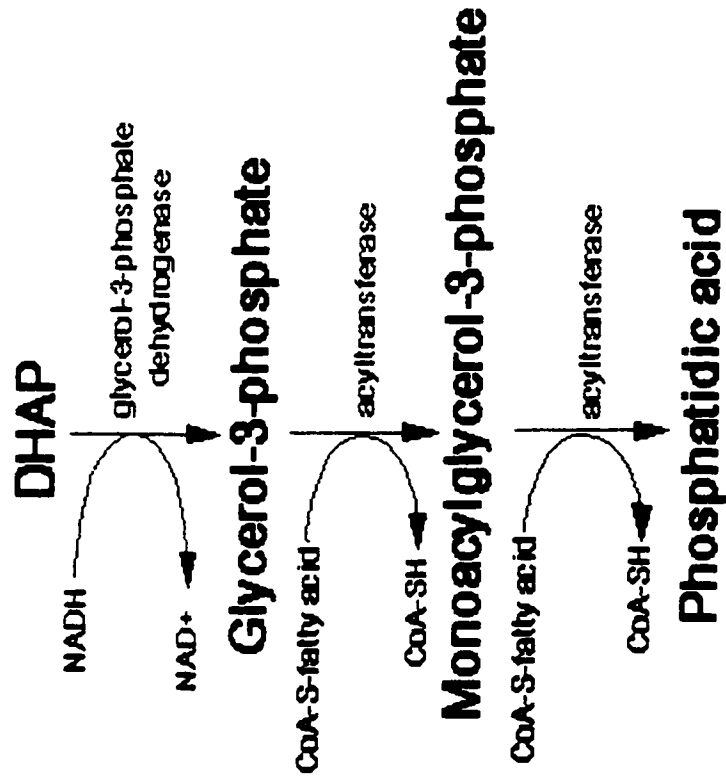 DHAP
NADH
glycerol-3-phosphate
dehydrogenase
NAD+
Glycerol-3-phosphate
CoA-S-fatty acid
acyltransferase
CoA-SH
Monoacylglycerol-3-phosphate
CoA-S-fatty acid
acyltransferase
CoA-SH
Phosphatidic acid